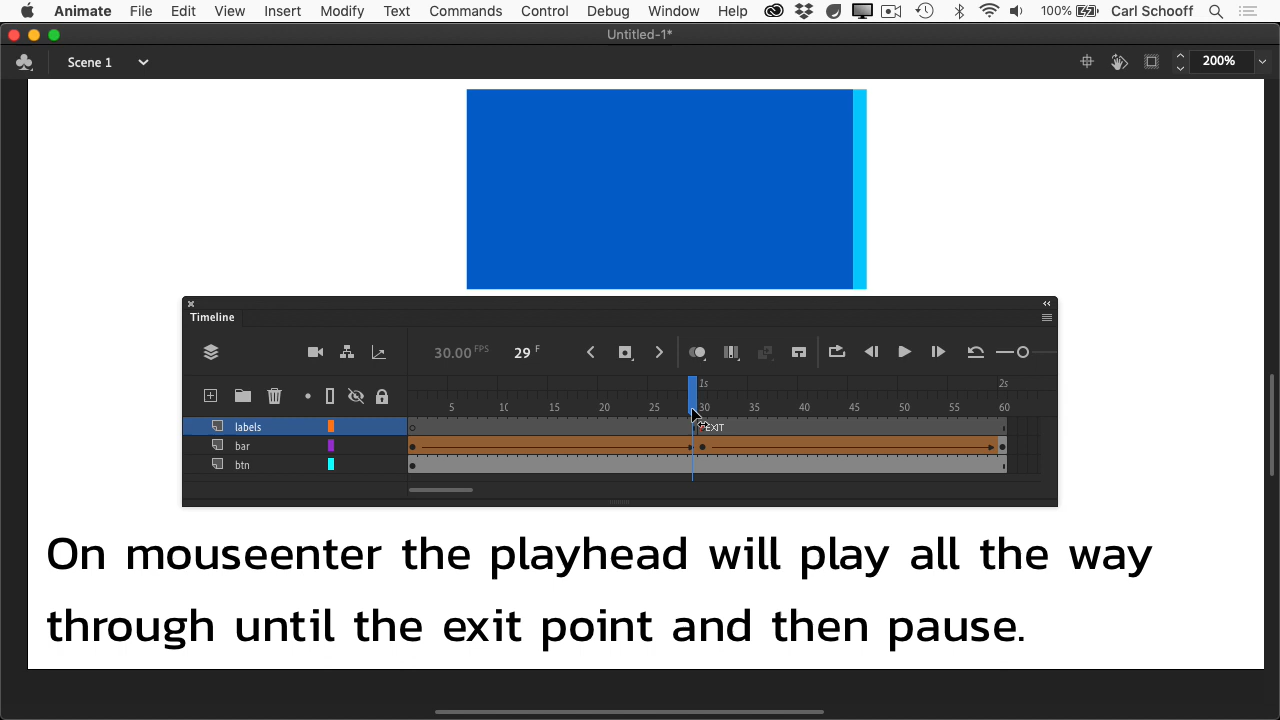 Animate File Edit View Insert Modify Text Commands Control Debug Window Help 100% Carl Schooff
Untitled-1*
Scene 1 200%
Timeline
30.00 FPS 29 F
1s 2s
5 10 15 20 25 30 35 40 45 50 55 60
labels EXIT
bar
btn
On mouseenter the playhead will play all the way
through until the exit point and then pause.